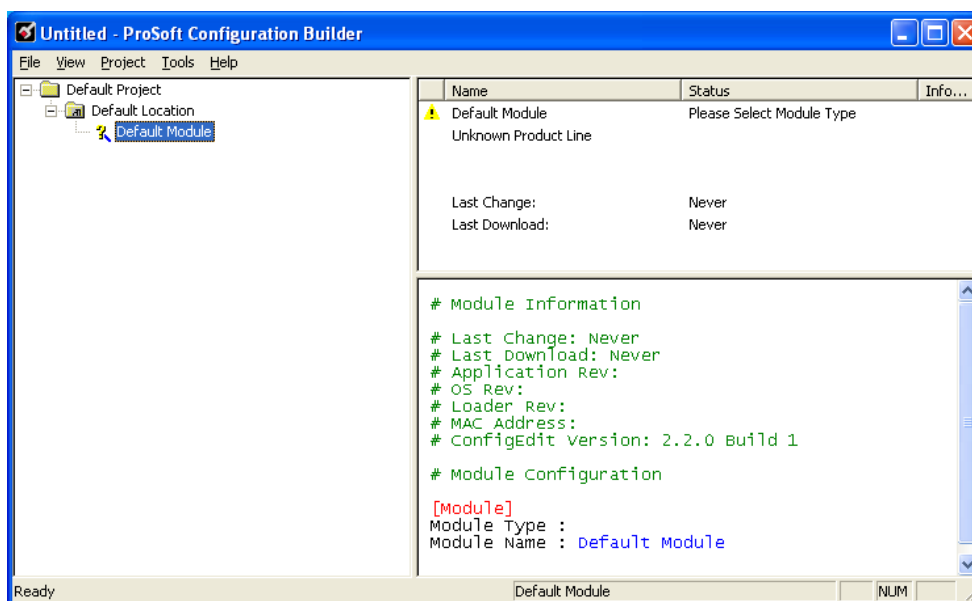 Untitled - ProSoft Configuration Builder
File View Project Tools Help
Default Project
Default Location
Default Module
Name Status Info...
Default Module Please Select Module Type
Unknown Product Line
Last Change: Never
Last Download: Never
# Module Information
# Last Change: Never
# Last Download: Never
# Application Rev:
# OS Rev:
# Loader Rev:
# MAC Address:
# ConfigEdit Version: 2.2.0 Build 1
# Module Configuration
[Module]
Module Type :
Module Name : Default Module
Ready Default Module NUM